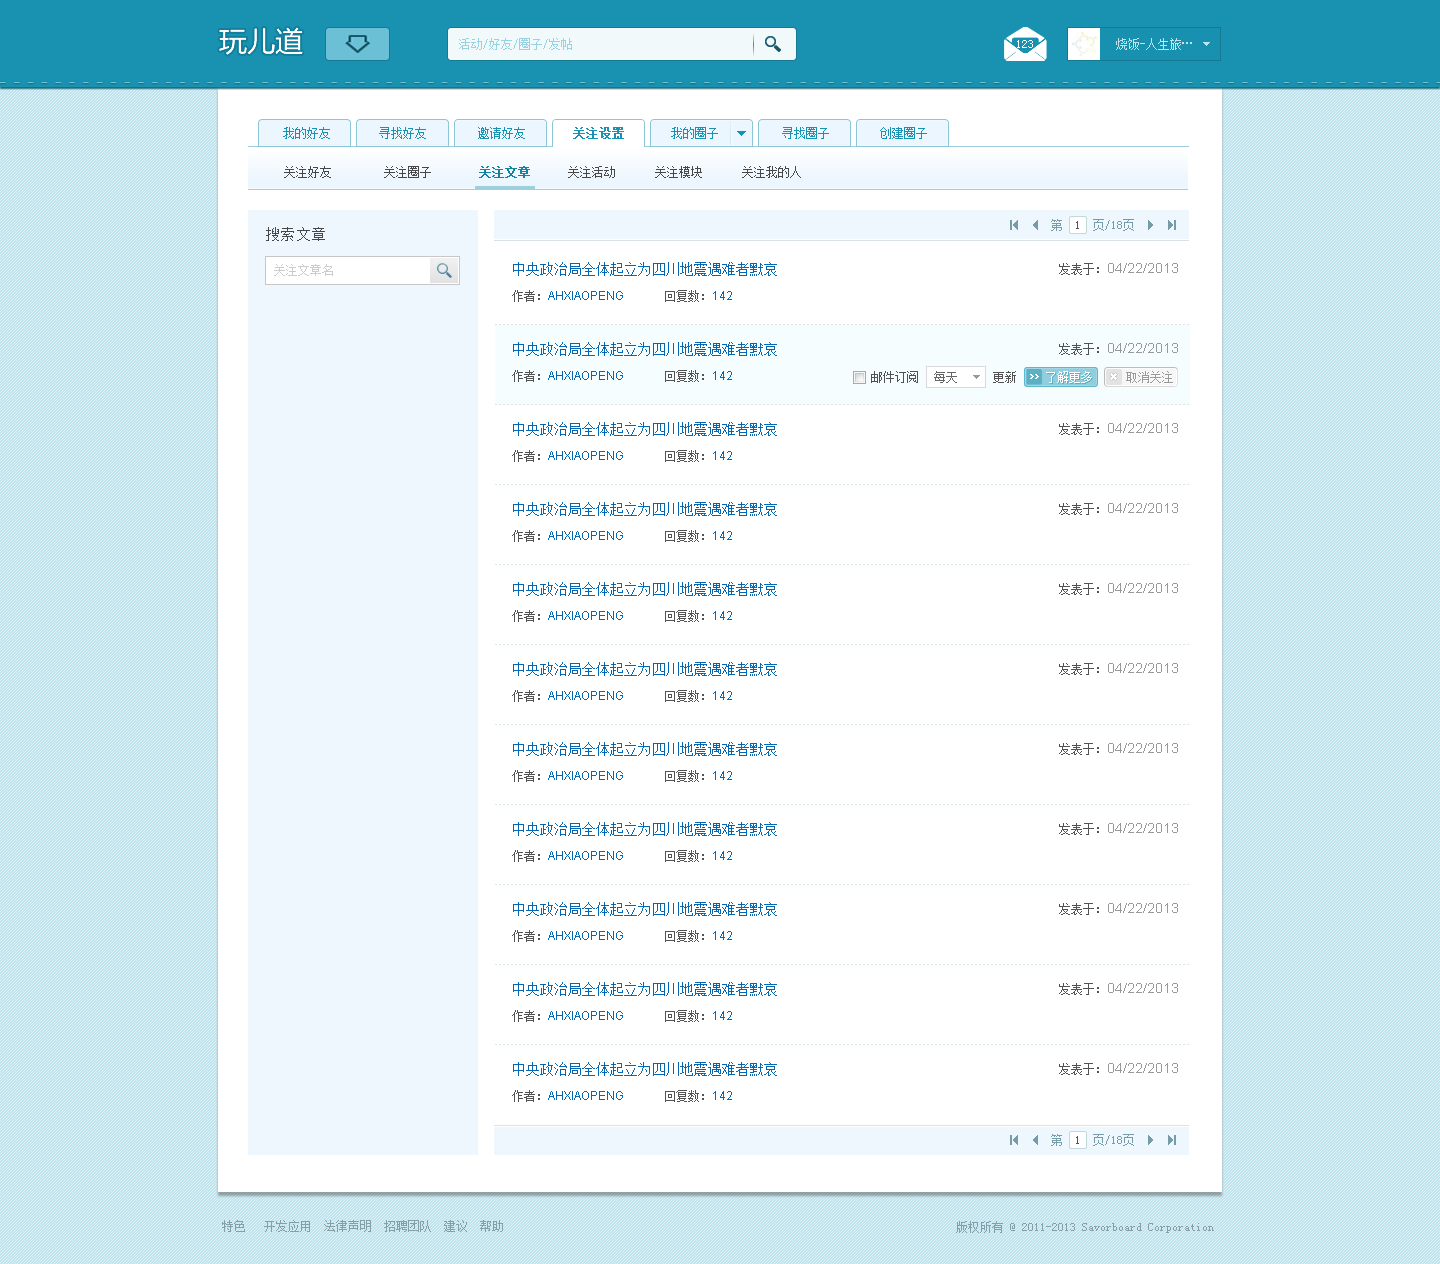 玩儿道
活动/好友/圈子/发帖
123
烧饭-人生旅…
我的好友 寻找好友 邀请好友 关注设置 我的圈子 寻找圈子 创建圈子
关注好友 关注圈子 关注文章 关注活动 关注模块 关注我的人
搜索文章
关注文章名
第 1 页/18页
中央政治局全体起立为四川地震遇难者默哀 发表于：04/22/2013
作者：AHXIAOPENG 回复数：142
中央政治局全体起立为四川地震遇难者默哀 发表于：04/22/2013
作者：AHXIAOPENG 回复数：142 邮件订阅 每天 更新 了解更多 取消关注
中央政治局全体起立为四川地震遇难者默哀 发表于：04/22/2013
作者：AHXIAOPENG 回复数：142
中央政治局全体起立为四川地震遇难者默哀 发表于：04/22/2013
作者：AHXIAOPENG 回复数：142
中央政治局全体起立为四川地震遇难者默哀 发表于：04/22/2013
作者：AHXIAOPENG 回复数：142
中央政治局全体起立为四川地震遇难者默哀 发表于：04/22/2013
作者：AHXIAOPENG 回复数：142
中央政治局全体起立为四川地震遇难者默哀 发表于：04/22/2013
作者：AHXIAOPENG 回复数：142
中央政治局全体起立为四川地震遇难者默哀 发表于：04/22/2013
作者：AHXIAOPENG 回复数：142
中央政治局全体起立为四川地震遇难者默哀 发表于：04/22/2013
作者：AHXIAOPENG 回复数：142
中央政治局全体起立为四川地震遇难者默哀 发表于：04/22/2013
作者：AHXIAOPENG 回复数：142
中央政治局全体起立为四川地震遇难者默哀 发表于：04/22/2013
作者：AHXIAOPENG 回复数：142
第 1 页/18页
特色 开发应用 法律声明 招聘团队 建议 帮助
版权所有 @ 2011-2013 Savorboard Corporation